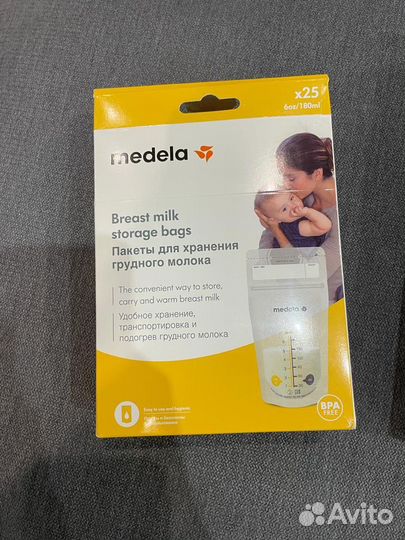 x25
6oz/180ml
medela
Breast milk
storage bags
Пакеты для хранения
грудного молока
The convenient way to store,
carry and warm breast milk
Удобное хранение,
транспортировка и
подогрев грудного молока
medela
Easy to use and hygienic
BPA
FREE
Avito